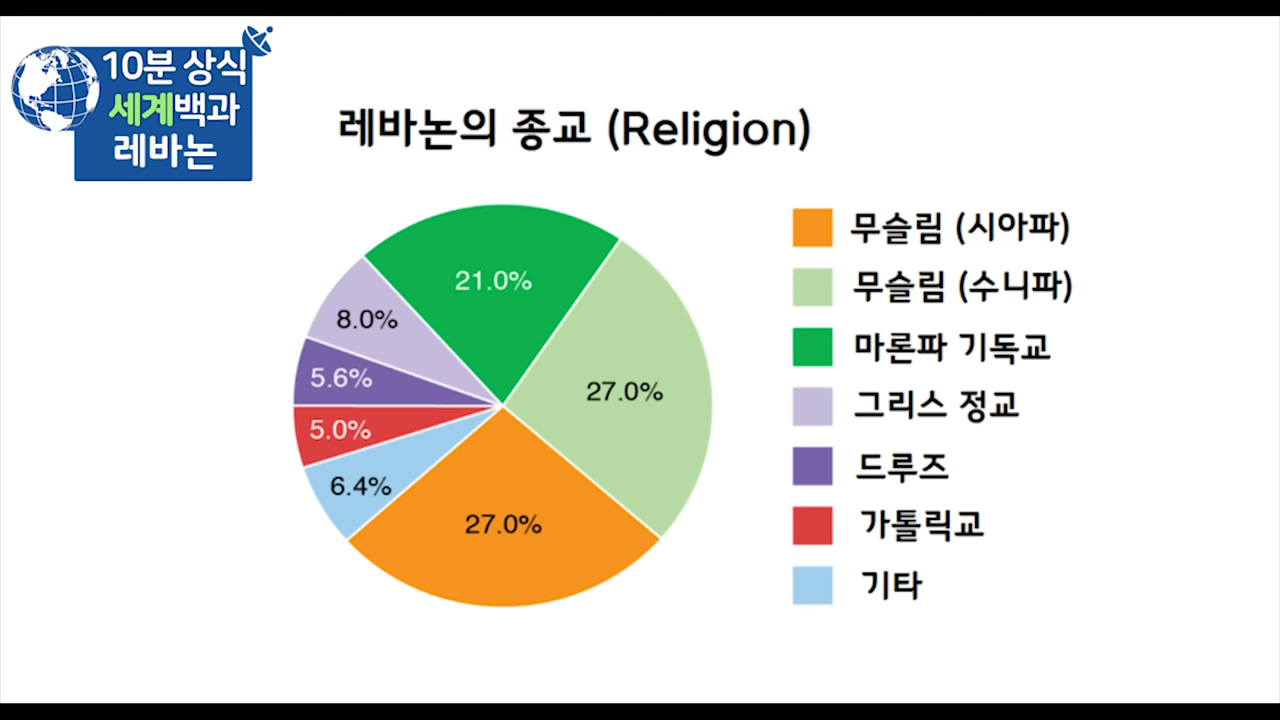 10분 상식
세계백과
레바논
레바논의 종교 (Religion)
21.0%
8.0%
5.6%
27.0%
5.0%
6.4%
27.0%
무슬림 (시아파)
무슬림 (수니파)
마론파 기독교
그리스 정교
드루즈
가톨릭교
기타